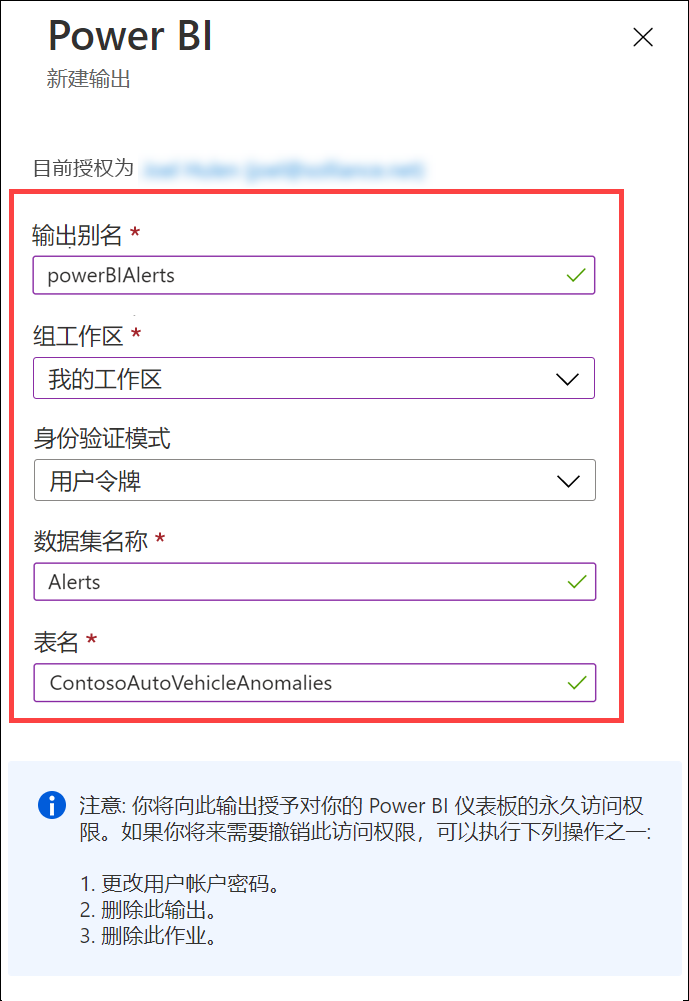 Power BI
新建输出
目前授权为
输出别名 *
powerBIAlerts
组工作区 *
我的工作区
身份验证模式
用户令牌
数据集名称 *
Alerts
表名 *
ContosoAutoVehicleAnomalies
注意: 你将向此输出授予对你的 Power BI 仪表板的永久访问权
限。如果你将来需要撤销此访问权限，可以执行下列操作之一:
1. 更改用户帐户密码。
2. 删除此输出。
3. 删除此作业。